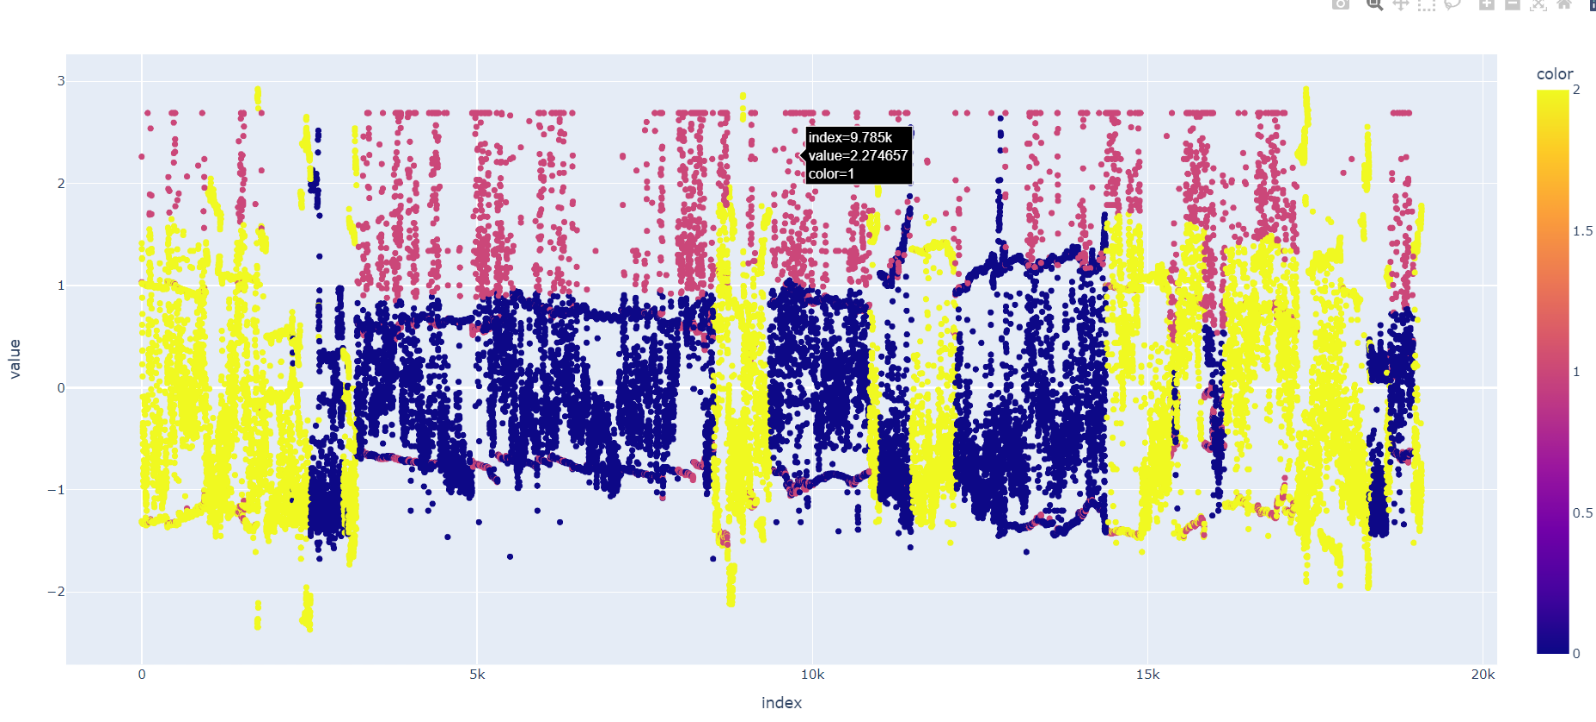 color
3
2
1
0
−1
−2
value
index=9.785k
value=2.274657
color=1
2
1.5
1
0.5
0
0
5k
10k
15k
20k
index